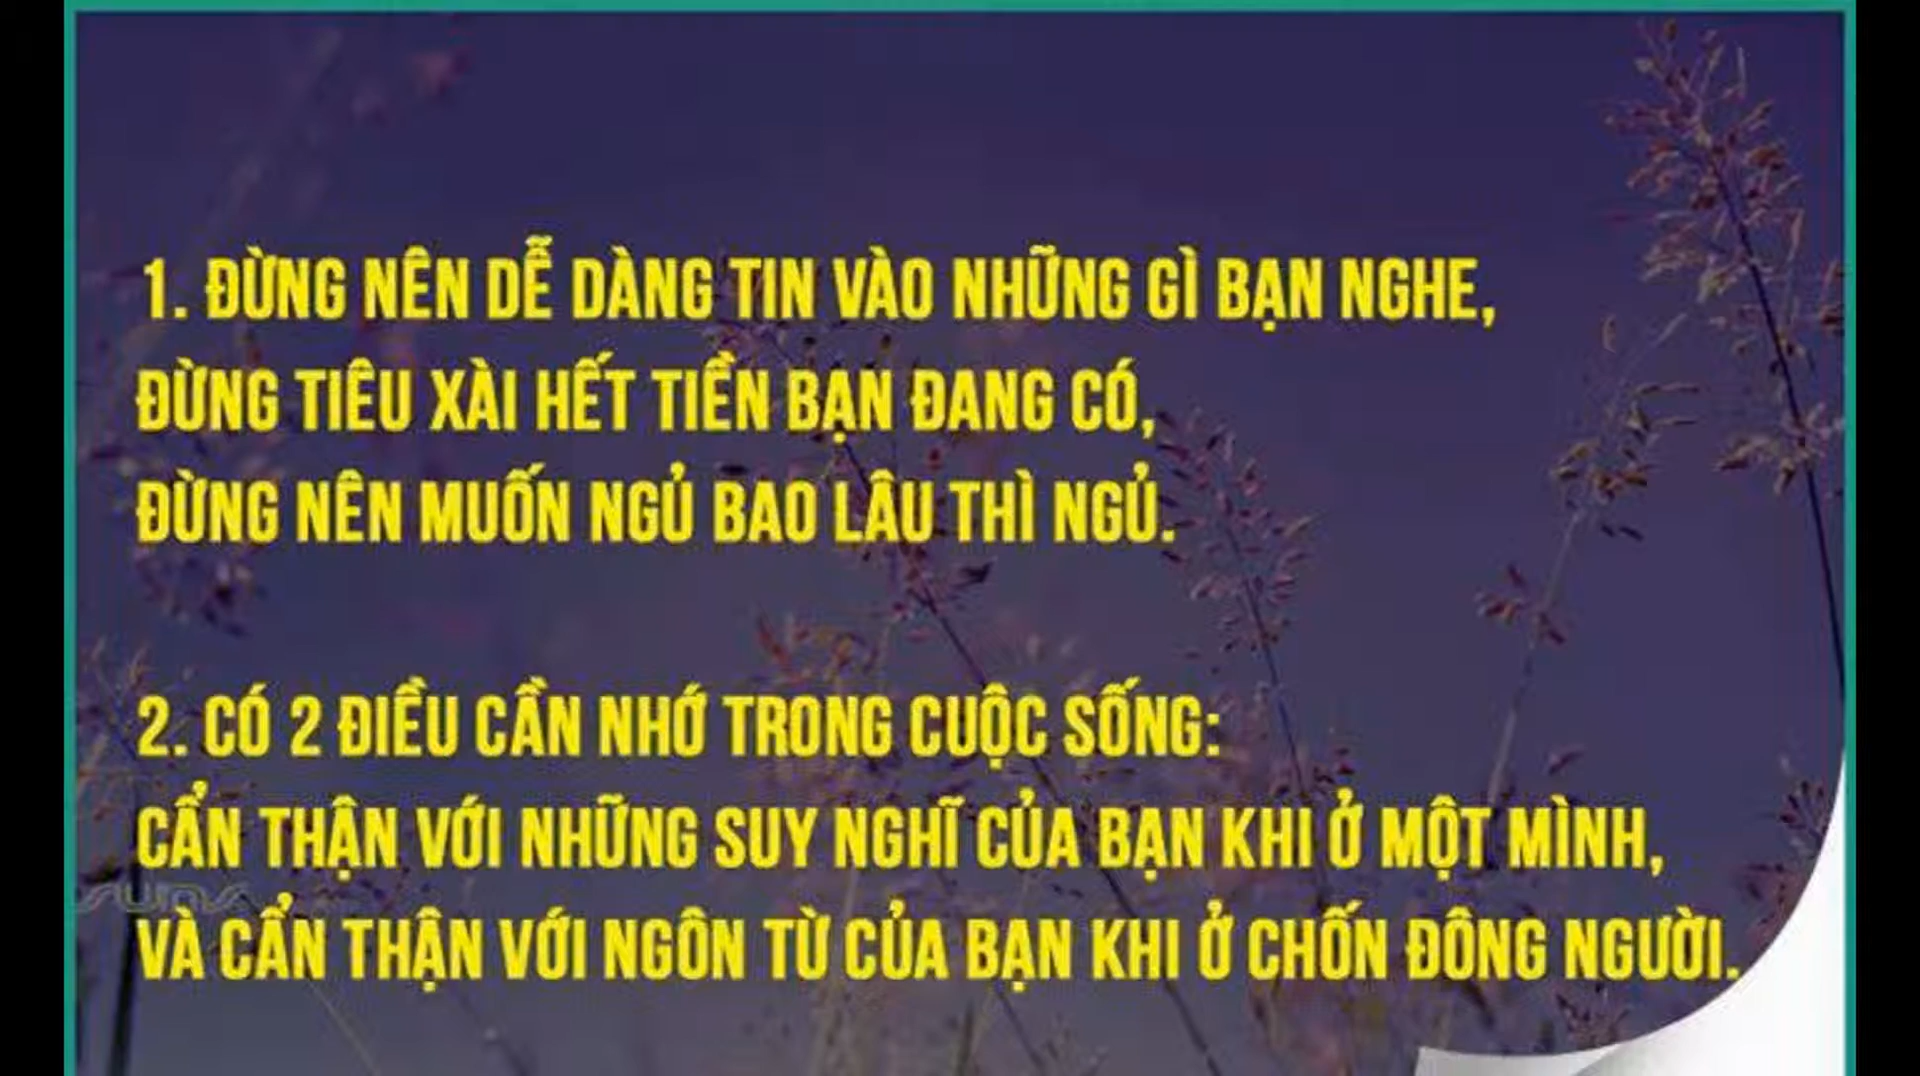 1. ĐỪNG NÊN DỄ DÀNG TIN VÀO NHỮNG GÌ BẠN NGHE,
ĐỪNG TIÊU XÀI HẾT TIỀN BẠN ĐANG CÓ,
ĐỪNG NÊN MUỐN NGỦ BAO LÂU THÌ NGỦ.
2. CÓ 2 ĐIỀU CẦN NHỚ TRONG CUỘC SỐNG:
CẨN THẬN VỚI NHỮNG SUY NGHĨ CỦA BẠN KHI Ở MỘT MÌNH,
VÀ CẨN THẬN VỚI NGÔN TỪ CỦA BẠN KHI Ở CHỐN ĐÔNG NGƯỜI.